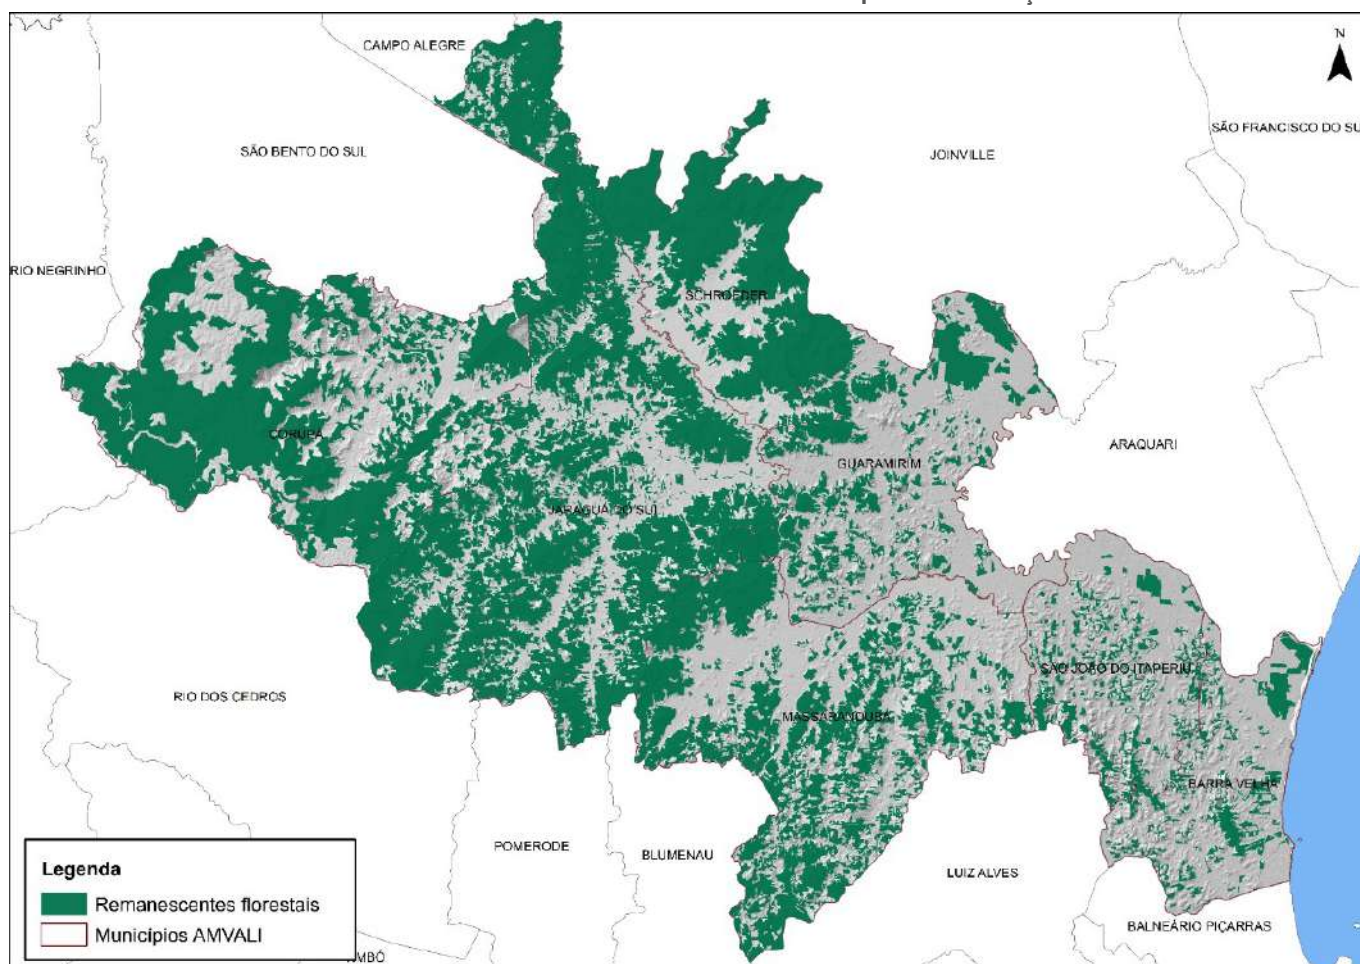 N
CAMPO ALEGRE
SÃO FRANCISCO DO SU
SÃO BENTO DO SUL
JOINVILLE
RIO NEGRINHO
SCHROEDER
CORUPÁ
ARAQUARI
GUARAMIRIM
JARAGUÁ DO SUL
SÃO JOÃO DO ITAPERIÚ
RIO DOS CEDROS
MASSARANDUBA
BARRA VELHA
POMERODE
BLUMENAU
LUIZ ALVES
BALNEÁRIO PIÇARRAS
Legenda
Remanescentes florestais
Municípios AMVALI